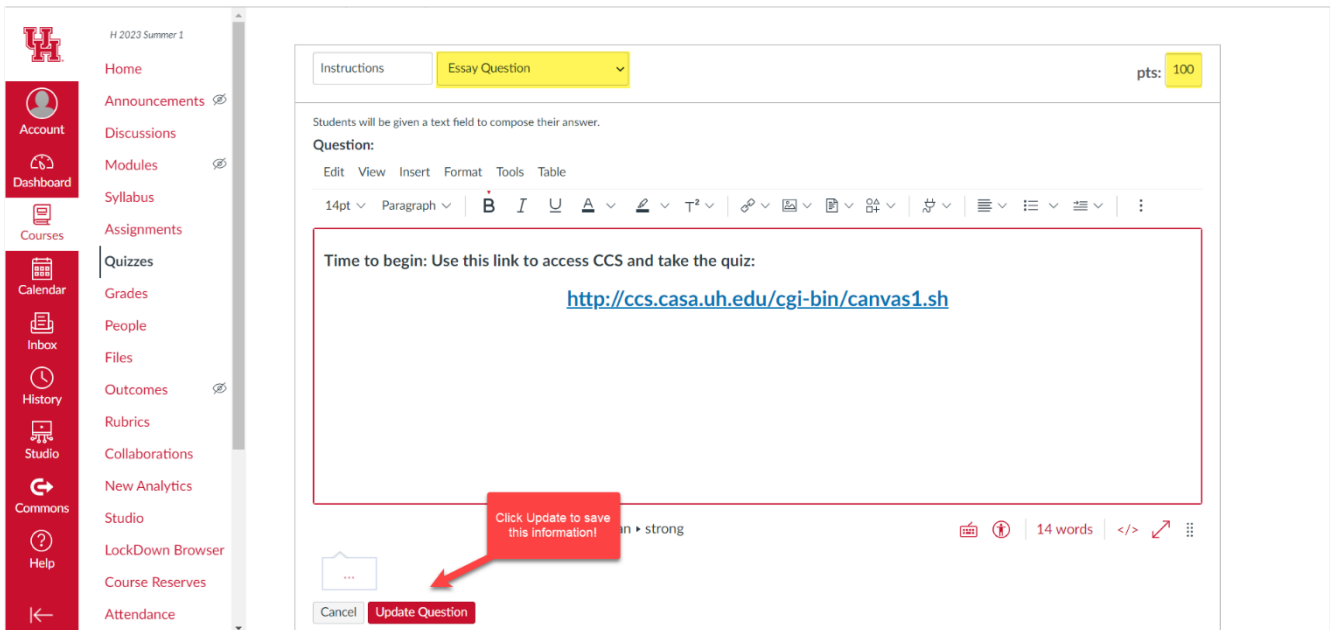 UH
Account
Dashboard
Courses
Calendar
Inbox
History
Studio
Commons
Help
H 2023 Summer 1
Home
Announcements
Discussions
Modules
Syllabus
Assignments
Quizzes
Grades
People
Files
Outcomes
Rubrics
Collaborations
New Analytics
Studio
LockDown Browser
Course Reserves
Attendance
Instructions Essay Question pts: 100
Students will be given a text field to compose their answer.
Question:
Edit View Insert Format Tools Table
14pt Paragraph B I U A T²
Time to begin: Use this link to access CCS and take the quiz:
http://ccs.casa.uh.edu/cgi-bin/canvas1.sh
Click Update to save
this information!
▸ strong 14 words </>
...
Cancel Update Question